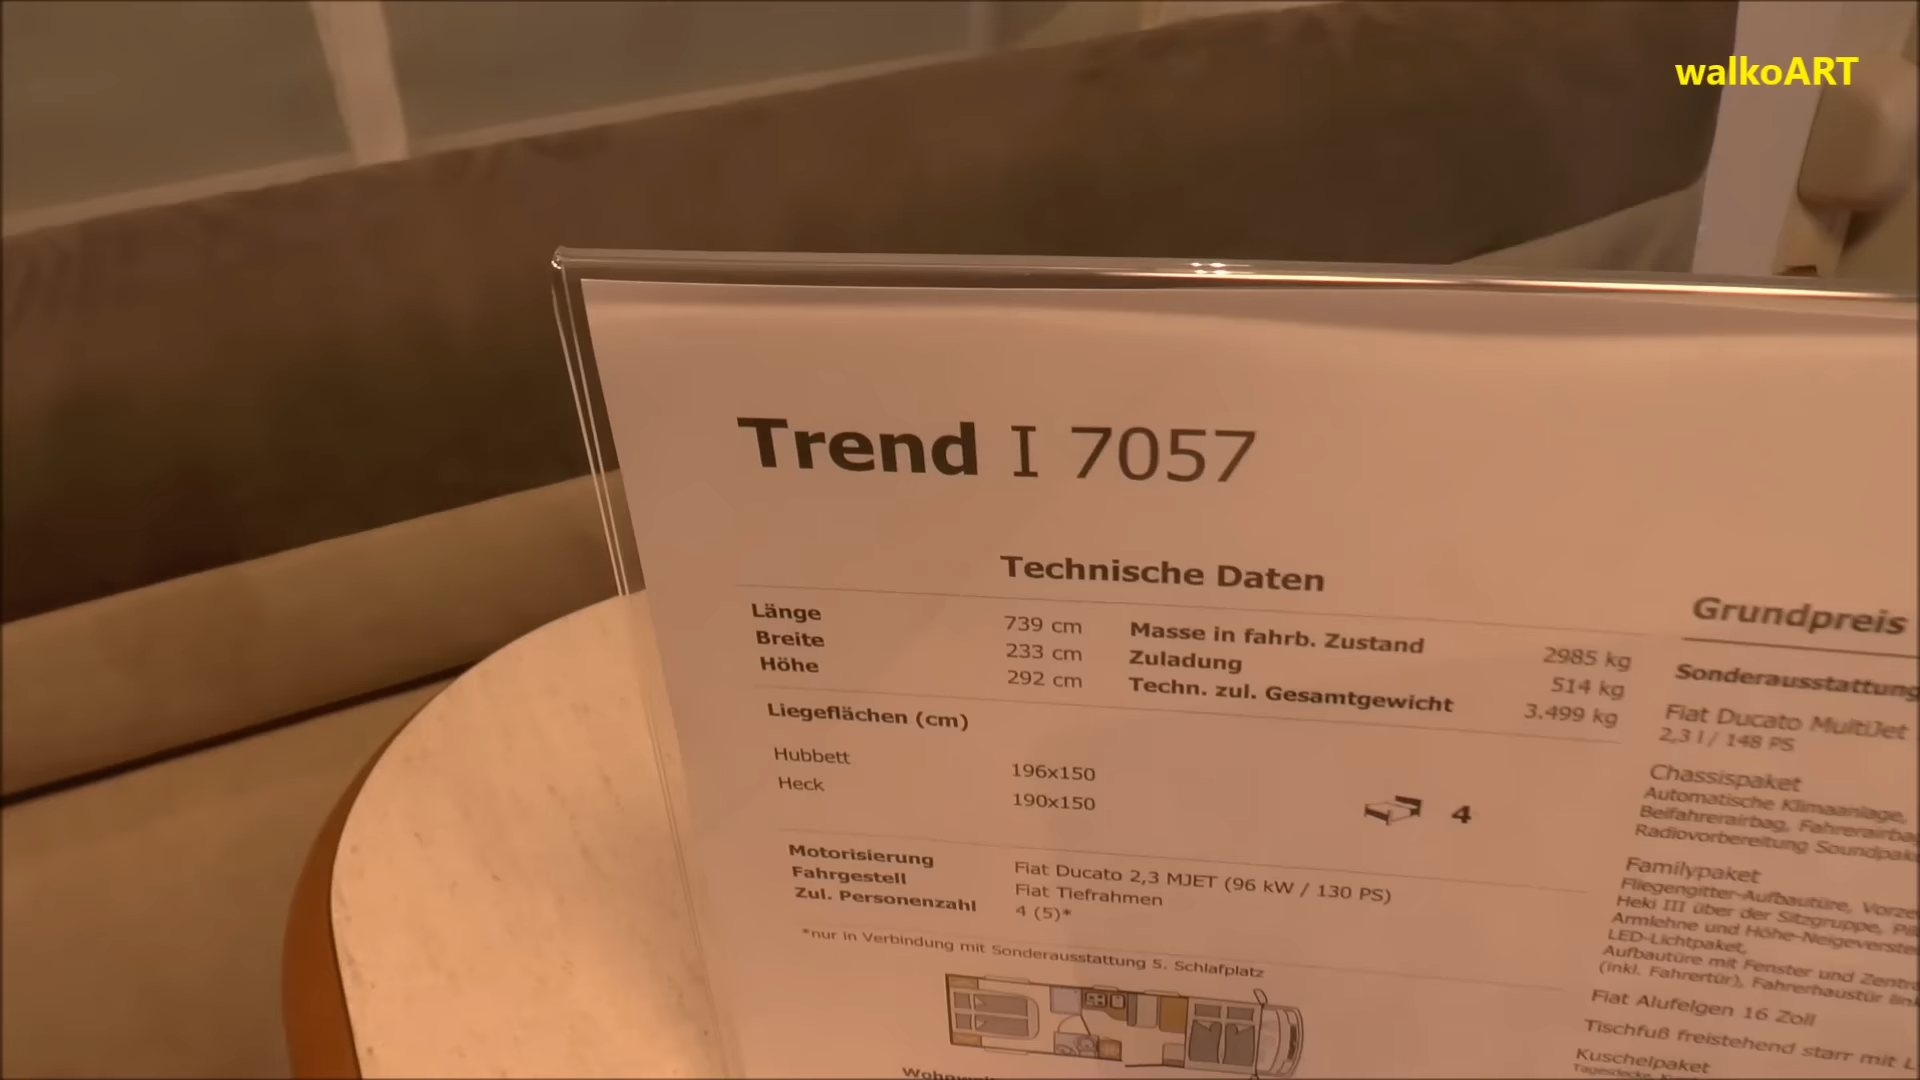 walkoART
Trend I 7057
Technische Daten
Länge 739 cm
Breite 233 cm
Höhe 292 cm
Masse in fahrb. Zustand 2985 kg
Zuladung 514 kg
Techn. zul. Gesamtgewicht 3.499 kg
Liegeflächen (cm)
Hubbett 196x150
Heck 190x150
4
Motorisierung Fiat Ducato 2,3 MJET (96 kW / 130 PS)
Fahrgestell Fiat Tiefrahmen
Zul. Personenzahl 4 (5)*
*nur in Verbindung mit Sonderausstattung 5. Schlafplatz
Grundpreis
Sonderausstattung
Fiat Ducato MultiJet
2,3 l / 148 PS
Chassispaket
Automatische Klimaanlage,
Beifahrerairbag,
Radiovorbereitung
Familypaket
Fliegengitter-Aufbautüre,
Heki III über der Sitzgruppe,
Armlehne und
LED-Lichtpaket,
Aufbautüre mit Fenster und
(inkl. Fahrertür), Fahrerhaustür
Fiat Alufelgen 16 Zoll
Tischfuß freistehend starr mit
Kuschelpaket